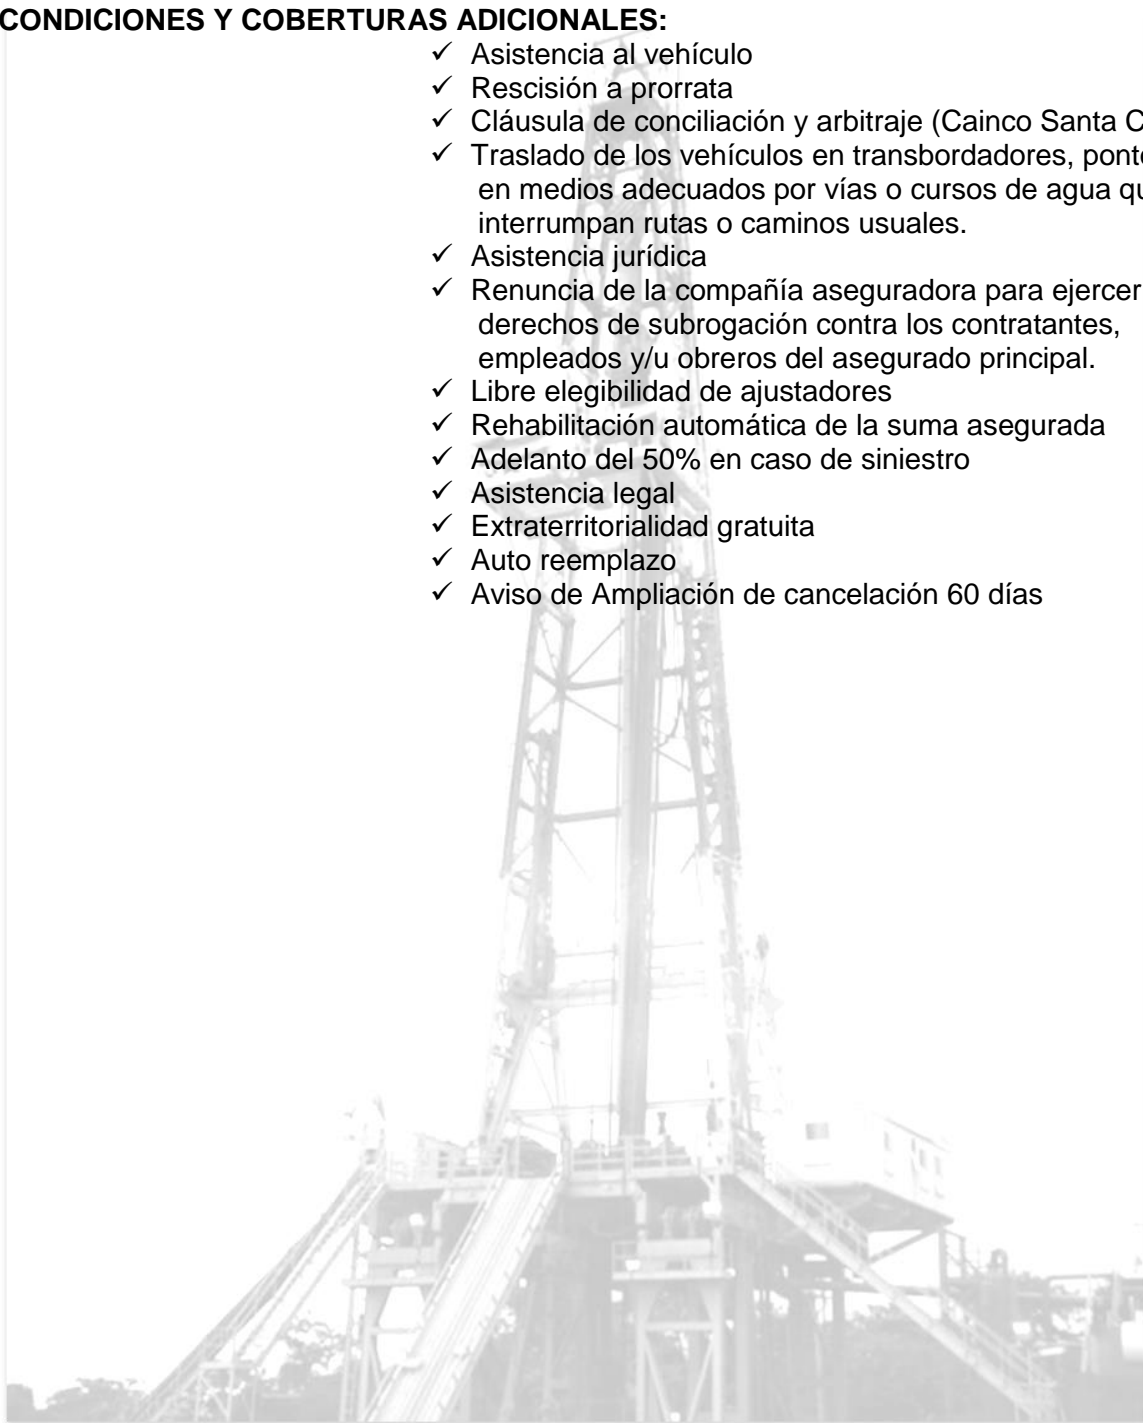 CONDICIONES Y COBERTURAS ADICIONALES:
✓ Asistencia al vehículo
✓ Rescisión a prorrata
✓ Cláusula de conciliación y arbitraje (Cainco Santa
✓ Traslado de los vehículos en transbordadores,
en medios adecuados por vías o cursos de agua
interrumpan rutas o caminos usuales.
✓ Asistencia jurídica
✓ Renuncia de la compañía aseguradora para ejercer
derechos de subrogación contra los contratantes,
empleados y/u obreros del asegurado principal.
✓ Libre elegibilidad de ajustadores
✓ Rehabilitación automática de la suma asegurada
✓ Adelanto del 50% en caso de siniestro
✓ Asistencia legal
✓ Extraterritorialidad gratuita
✓ Auto reemplazo
✓ Aviso de Ampliación de cancelación 60 días